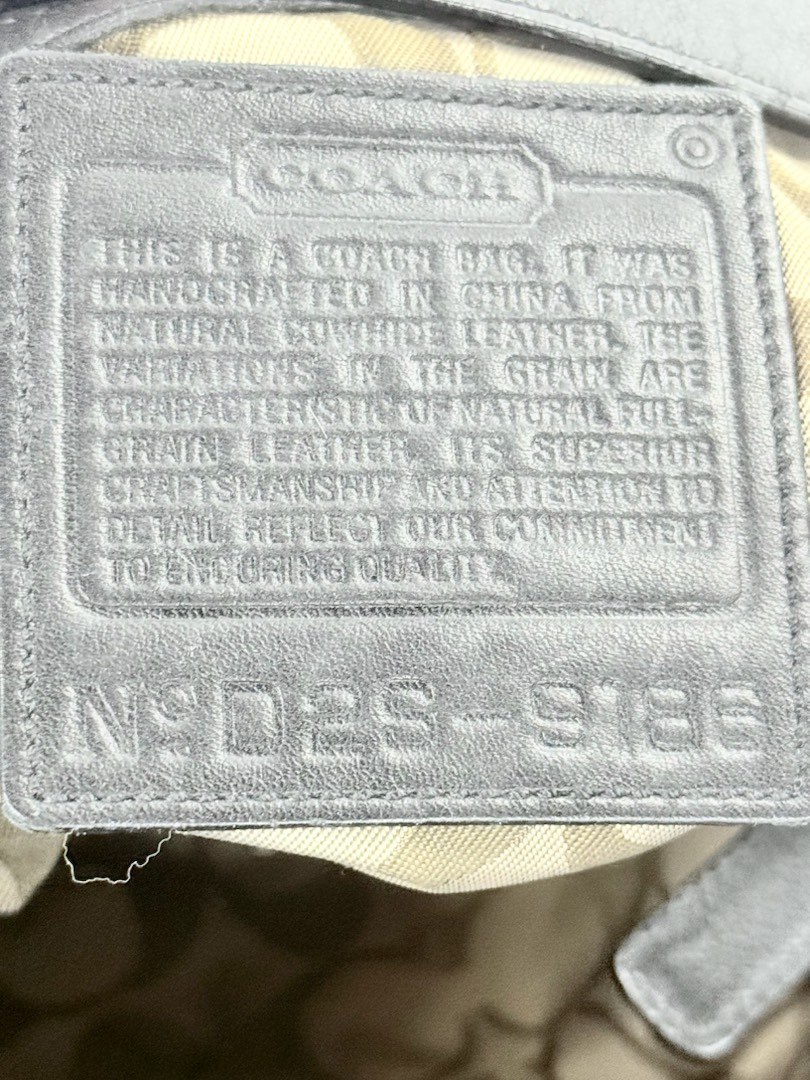 COACH
THIS IS A COACH BAG. IT WAS
HANDCRAFTED IN CHINA FROM
NATURAL COWHIDE LEATHER. THE
VARIATIONS IN THE GRAIN ARE
CHARACTERISTIC OF NATURAL FULL-
GRAIN LEATHER. ITS SUPERIOR
CRAFTSMANSHIP AND ATTENTION TO
DETAIL REFLECT OUR COMMITMENT
TO ENDURING QUALITY.
Nº D2S-9186